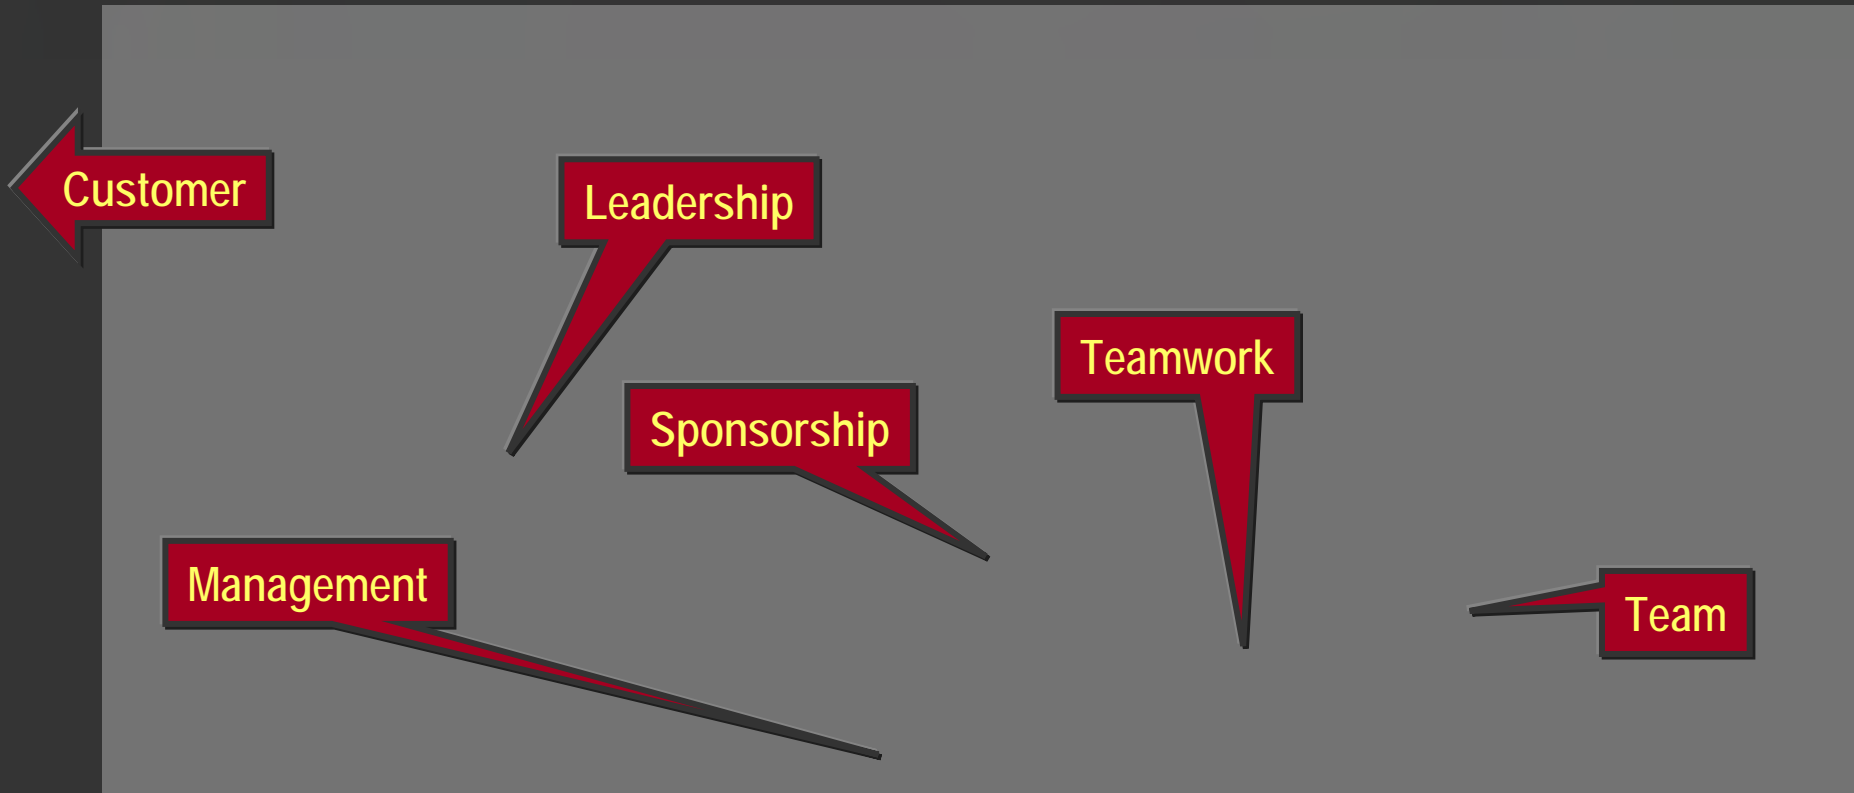 Customer
Leadership
Teamwork
Sponsorship
Management
Team